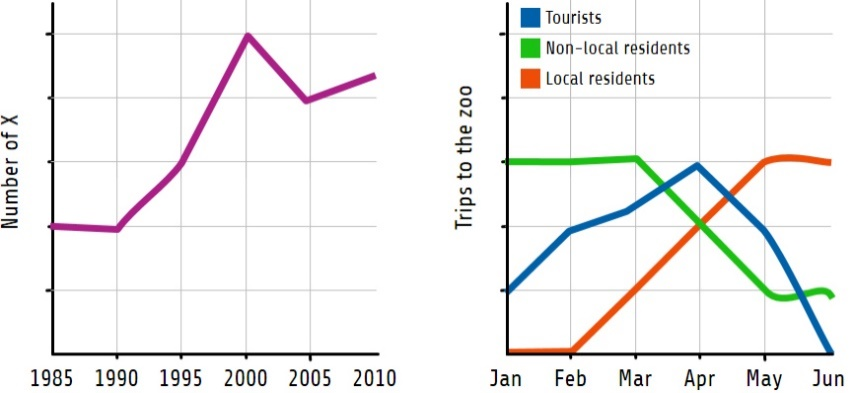 Number of X
1985 1990 1995 2000 2005 2010
Tourists
Non-local residents
Local residents
Trips to the zoo
Jan Feb Mar Apr May Jun